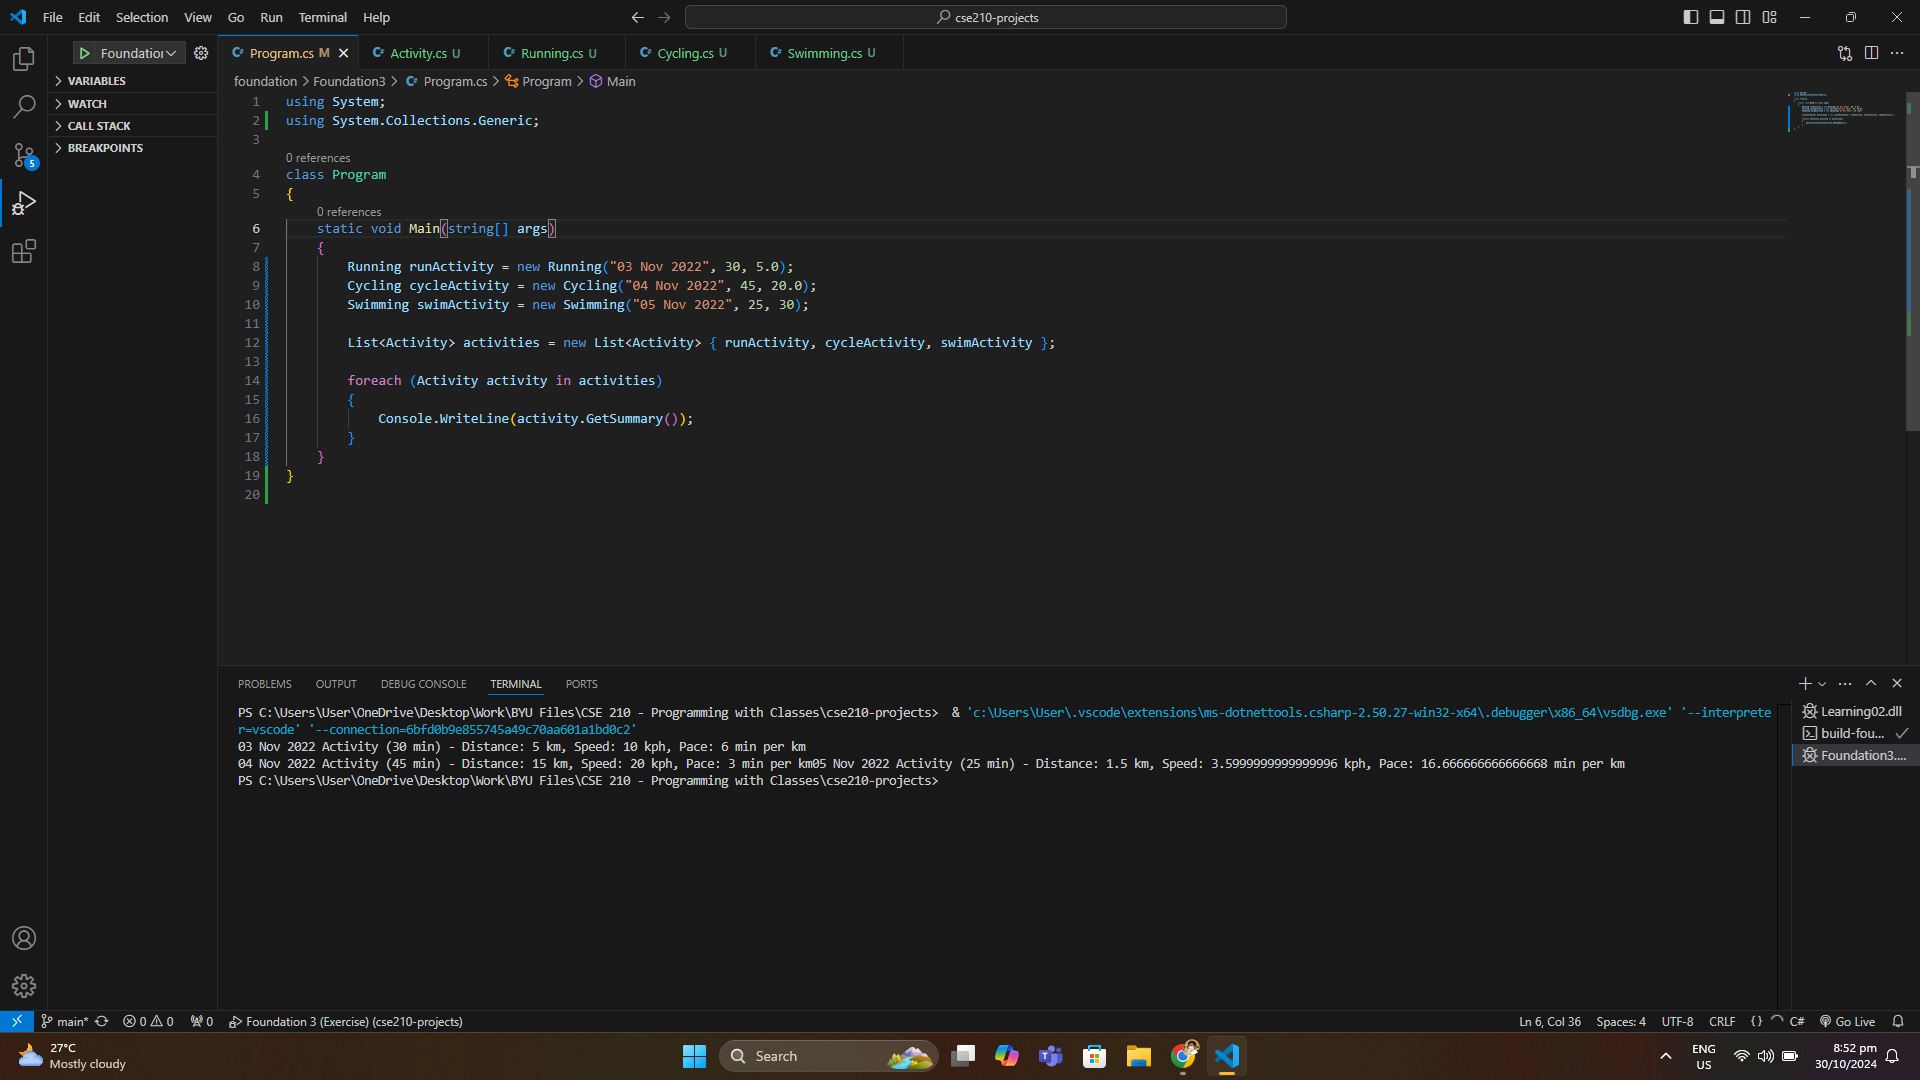 File Edit Selection View Go Run Terminal Help
cse210-projects
Foundation
Program.cs M
Activity.cs U
Running.cs U
Cycling.cs U
Swimming.cs U
foundation > Foundation3 > Program.cs > Program > Main
VARIABLES
WATCH
CALL STACK
BREAKPOINTS
5
1 using System;
2 using System.Collections.Generic;
3
0 references
4 class Program
5 {
0 references
6 static void Main(string[] args)
7 {
8 Running runActivity = new Running("03 Nov 2022", 30, 5.0);
9 Cycling cycleActivity = new Cycling("04 Nov 2022", 45, 20.0);
10 Swimming swimActivity = new Swimming("05 Nov 2022", 25, 30);
11
12 List<Activity> activities = new List<Activity> { runActivity, cycleActivity, swimActivity };
13
14 foreach (Activity activity in activities)
15 {
16 Console.WriteLine(activity.GetSummary());
17 }
18 }
19 }
20
PROBLEMS OUTPUT DEBUG CONSOLE TERMINAL PORTS
PS C:\Users\User\OneDrive\Desktop\Work\BYU Files\CSE 210 - Programming with Classes\cse210-projects> & 'c:\Users\User\.vscode\extensions\ms-dotnettools.csharp-2.50.27-win32-x64\.debugger\x86_64\vsdbg.exe' '--interprete
r=vscode' '--connection=6bfd0b9e855745a49c70aa601a1bd0c2'
03 Nov 2022 Activity (30 min) - Distance: 5 km, Speed: 10 kph, Pace: 6 min per km
04 Nov 2022 Activity (45 min) - Distance: 15 km, Speed: 20 kph, Pace: 3 min per km05 Nov 2022 Activity (25 min) - Distance: 1.5 km, Speed: 3.5999999999999996 kph, Pace: 16.666666666666668 min per km
PS C:\Users\User\OneDrive\Desktop\Work\BYU Files\CSE 210 - Programming with Classes\cse210-projects>
Learning02.dll
build-fou...
Foundation3....
main* 0 0 0 Foundation 3 (Exercise) (cse210-projects)
Ln 6, Col 36 Spaces: 4 UTF-8 CRLF {} C# Go Live
27°C
Mostly cloudy
Search
ENG
US
8:52 pm
30/10/2024